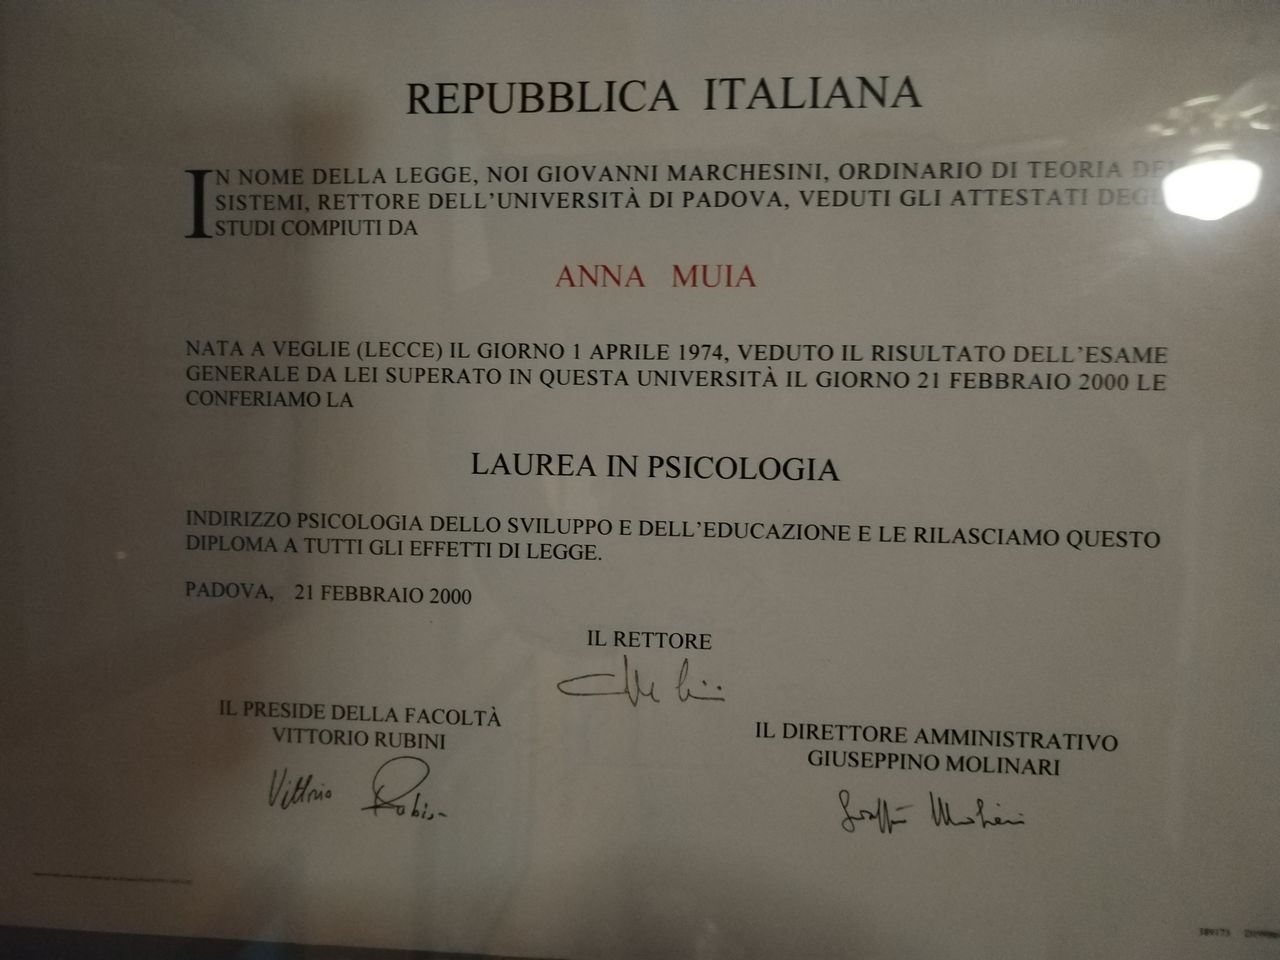 REPUBBLICA ITALIANA
IN NOME DELLA LEGGE, NOI GIOVANNI MARCHESINI, ORDINARIO DI TEORIA
SISTEMI, RETTORE DELL'UNIVERSITÀ DI PADOVA, VEDUTI GLI ATTESTATI
STUDI COMPIUTI DA
ANNA MUIA
NATA A VEGLIE (LECCE) IL GIORNO 1 APRILE 1974, VEDUTO IL RISULTATO DELL'ESAME
GENERALE DA LEI SUPERATO IN QUESTA UNIVERSITÀ IL GIORNO 21 FEBBRAIO 2000 LE
CONFERIAMO LA
LAUREA IN PSICOLOGIA
INDIRIZZO PSICOLOGIA DELLO SVILUPPO E DELL'EDUCAZIONE E LE RILASCIAMO QUESTO
DIPLOMA A TUTTI GLI EFFETTI DI LEGGE.
PADOVA, 21 FEBBRAIO 2000
IL RETTORE
IL PRESIDE DELLA FACOLTÀ
VITTORIO RUBINI
Vittorio Rubini
IL DIRETTORE AMMINISTRATIVO
GIUSEPPINO MOLINARI